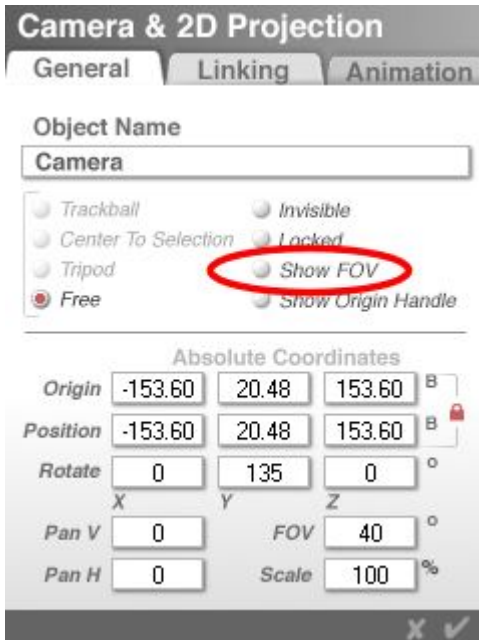 Camera & 2D Projection
General Linking Animation
Object Name
Camera
Trackball Invisible
Center To Selection Locked
Tripod Show FOV
Free Show Origin Handle
Absolute Coordinates
Origin -153.60 20.48 153.60 B
Position -153.60 20.48 153.60 B
Rotate 0 135 0 °
X Y Z
Pan V 0 FOV 40 °
Pan H 0 Scale 100 %